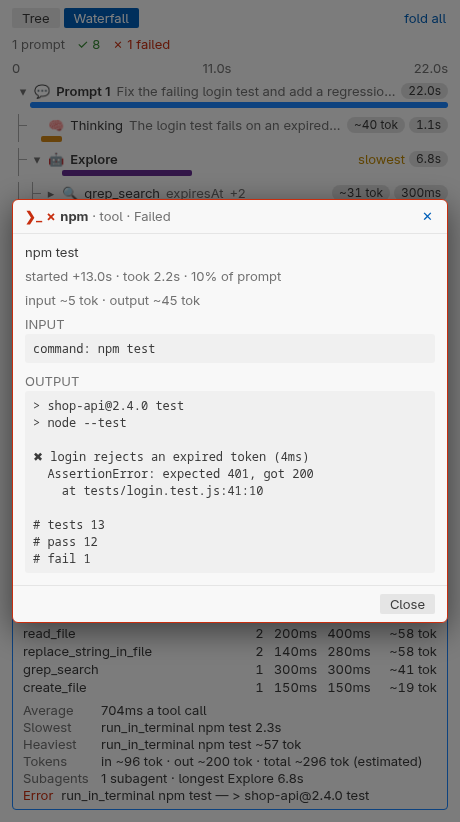 Tree Waterfall fold all
1 prompt ✓ 8 × 1 failed
0 11.0s 22.0s
▾ 💬 Prompt 1 Fix the failing login test and add a regressio... 22.0s
🧠 Thinking The login test fails on an expired... ~40 tok 1.1s
▾ 🤖 Explore slowest 6.8s
▸ 🔍 grep_search expiresAt +2 ~31 tok 300ms
❯_ × npm · tool · Failed ×
npm test
started +13.0s · took 2.2s · 10% of prompt
input ~5 tok · output ~45 tok
INPUT
command: npm test
OUTPUT
> shop-api@2.4.0 test
> node --test
✖ login rejects an expired token (4ms)
AssertionError: expected 401, got 200
at tests/login.test.js:41:10
# tests 13
# pass 12
# fail 1
Close
read_file 2 200ms 400ms ~58 tok
replace_string_in_file 2 140ms 280ms ~58 tok
grep_search 1 300ms 300ms ~41 tok
create_file 1 150ms 150ms ~19 tok
Average 704ms a tool call
Slowest run_in_terminal npm test 2.3s
Heaviest run_in_terminal npm test ~57 tok
Tokens in ~96 tok · out ~200 tok · total ~296 tok (estimated)
Subagents 1 subagent · longest Explore 6.8s
Error run_in_terminal npm test — > shop-api@2.4.0 test